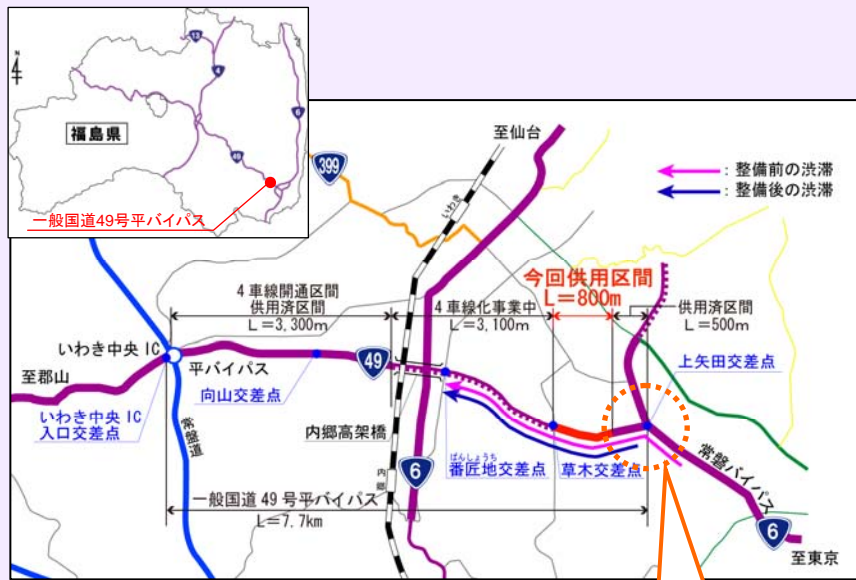 N
13
4
6
49
福島県
一般国道49号平バイパス
至仙台
399
いわき
:整備前の渋滞
:整備後の渋滞
4車線開通区間
供用済区間
L=3,300m
4車線化事業中
L=3,100m
今回供用区間
L=800m
供用済区間
L=500m
いわき中央IC
至郡山
平バイパス
49
上矢田交差点
向山交差点
いわき中央IC
入口交差点
常磐道
内郷高架橋
内郷
6
ばんしょうち
番匠地交差点
草木交差点
常磐バイパス
一般国道49号平バイパス
L=7.7km
6
至東京